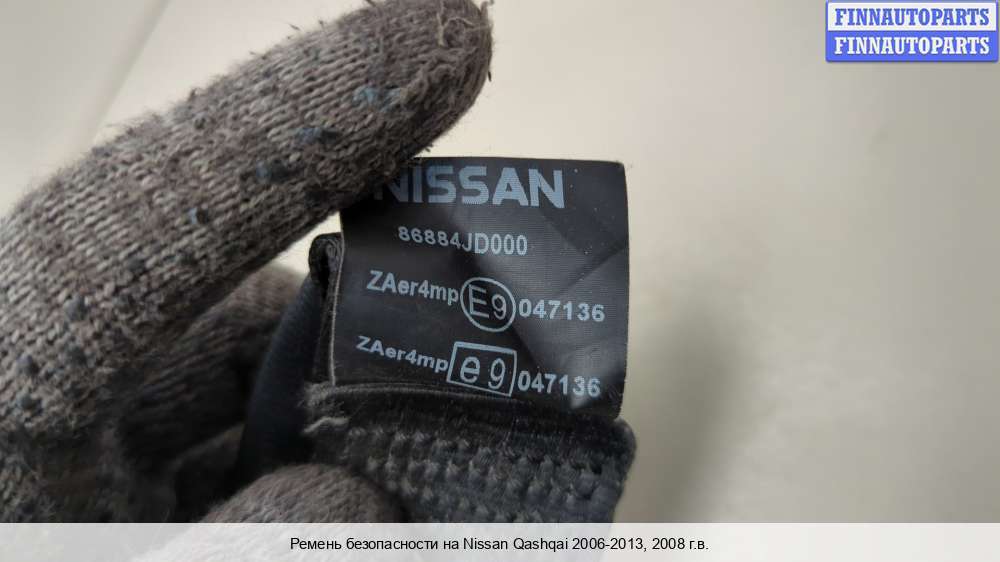 FINNAUTOPARTS
FINNAUTOPARTS
NISSAN
86884JD000
ZAer4mp E9 047136
ZAer4mp e9 047136
Ремень безопасности на Nissan Qashqai 2006-2013, 2008 г.в.